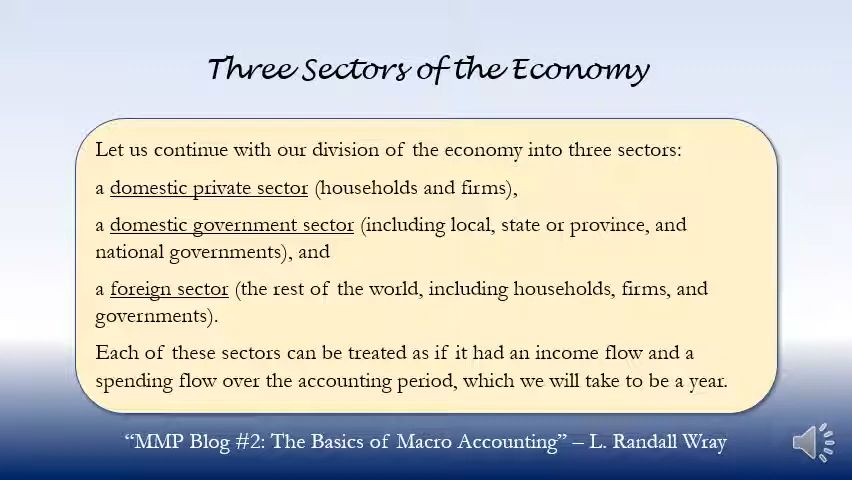 Three Sectors of the Economy
Let us continue with our division of the economy into three sectors:
a domestic private sector (households and firms),
a domestic government sector (including local, state or province, and
national governments), and
a foreign sector (the rest of the world, including households, firms, and
governments).
Each of these sectors can be treated as if it had an income flow and a
spending flow over the accounting period, which we will take to be a year.
“MMP Blog #2: The Basics of Macro Accounting” – L. Randall Wray